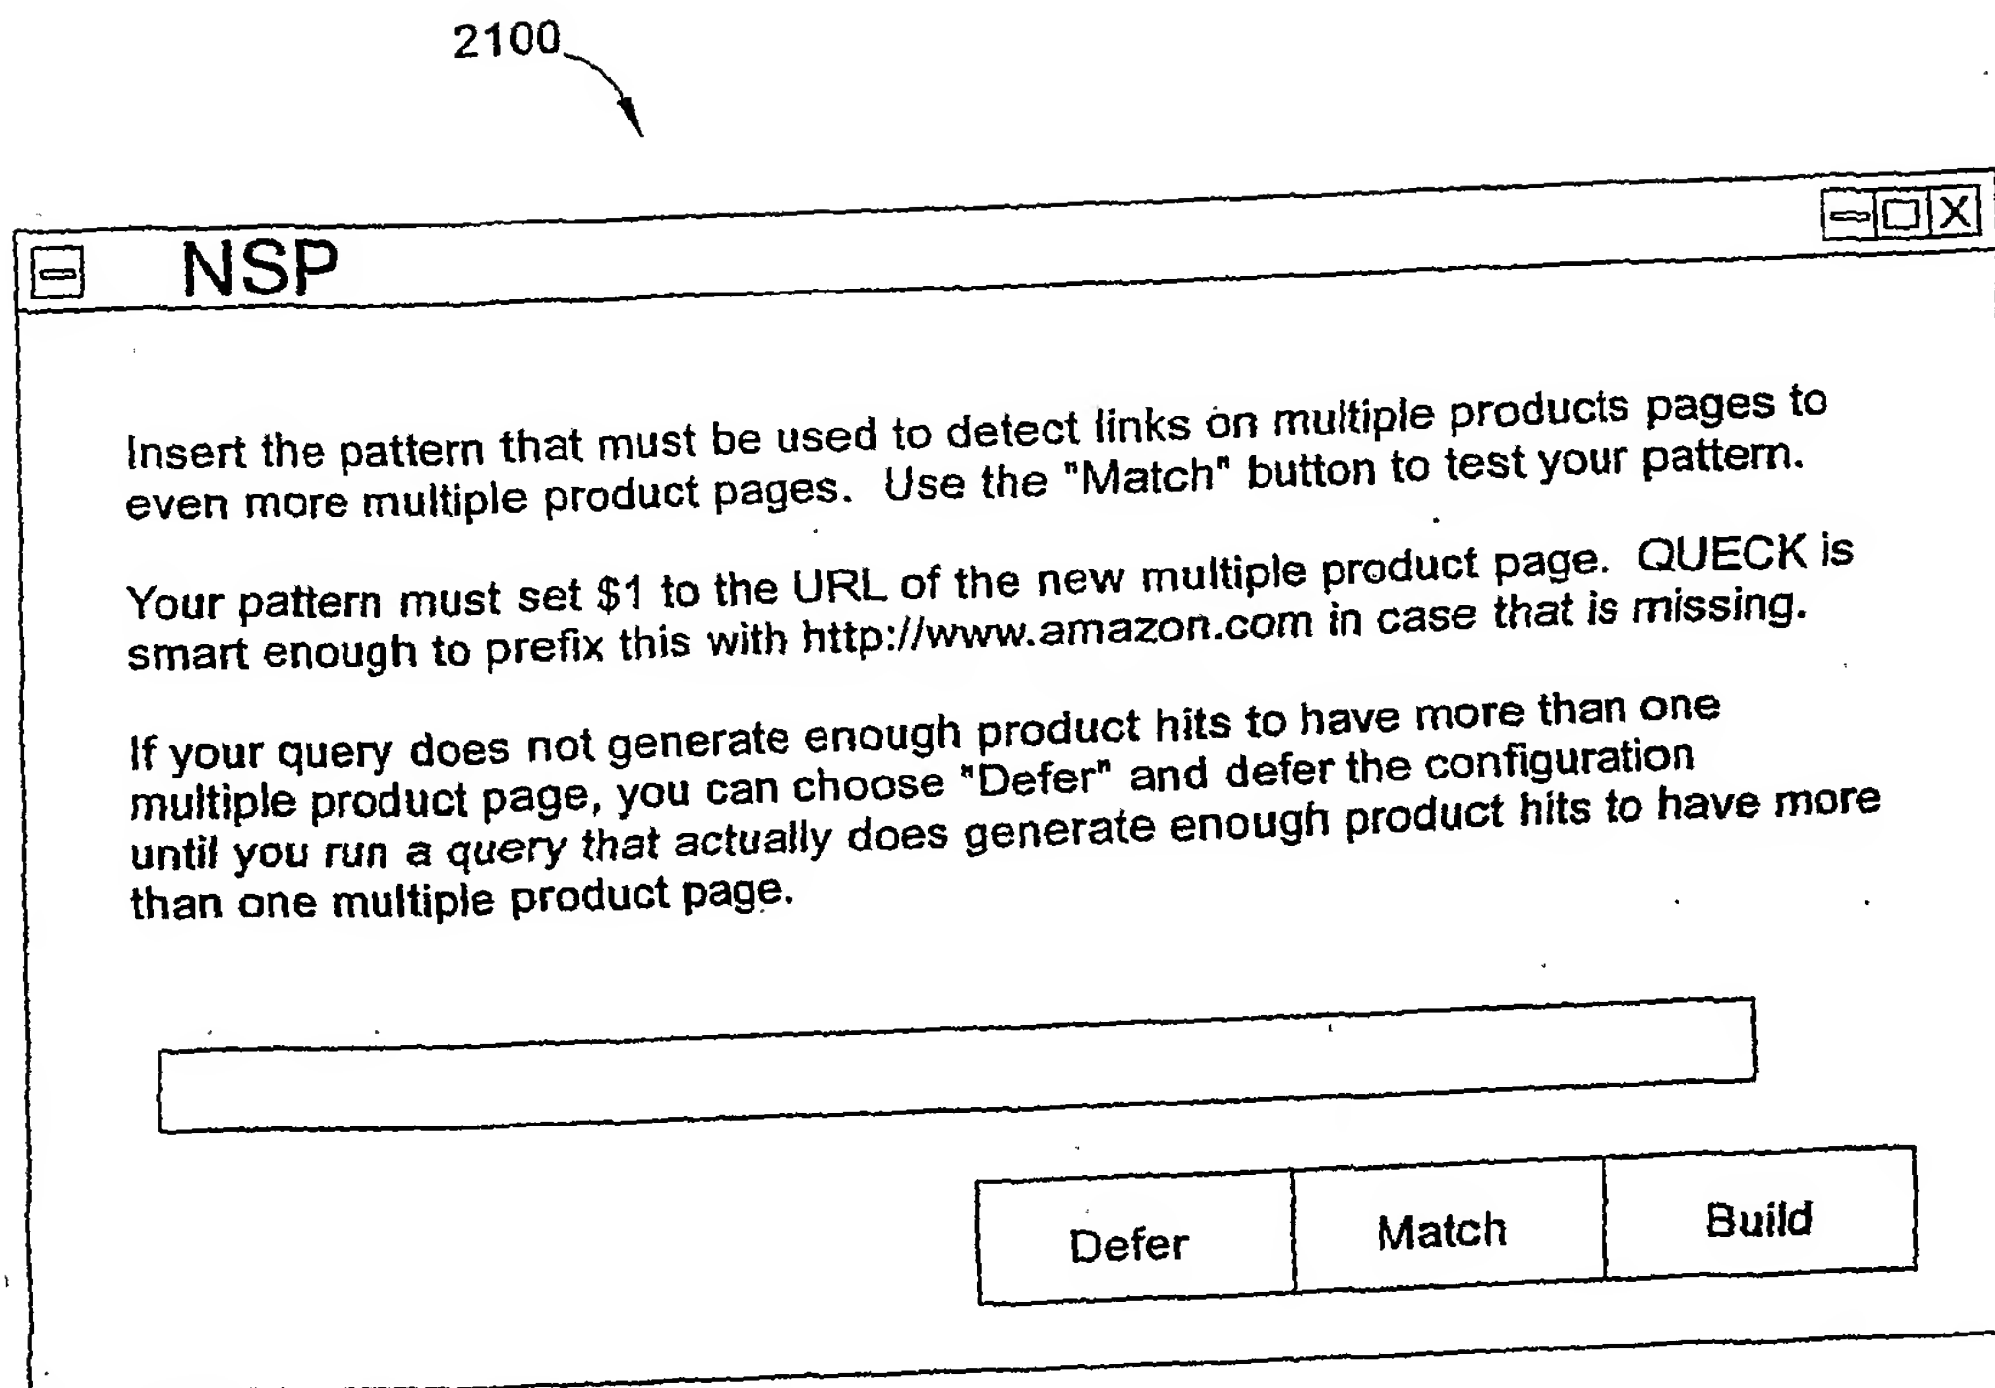 2100
NSP
Insert the pattern that must be used to detect links on multiple products pages to
even more multiple product pages.  Use the "Match" button to test your pattern.
Your pattern must set $1 to the URL of the new multiple product page.  QUECK is
smart enough to prefix this with http://www.amazon.com in case that is missing.
If your query does not generate enough product hits to have more than one
multiple product page, you can choose "Defer" and defer the configuration
until you run a query that actually does generate enough product hits to have more
than one multiple product page.
Defer
Match
Build